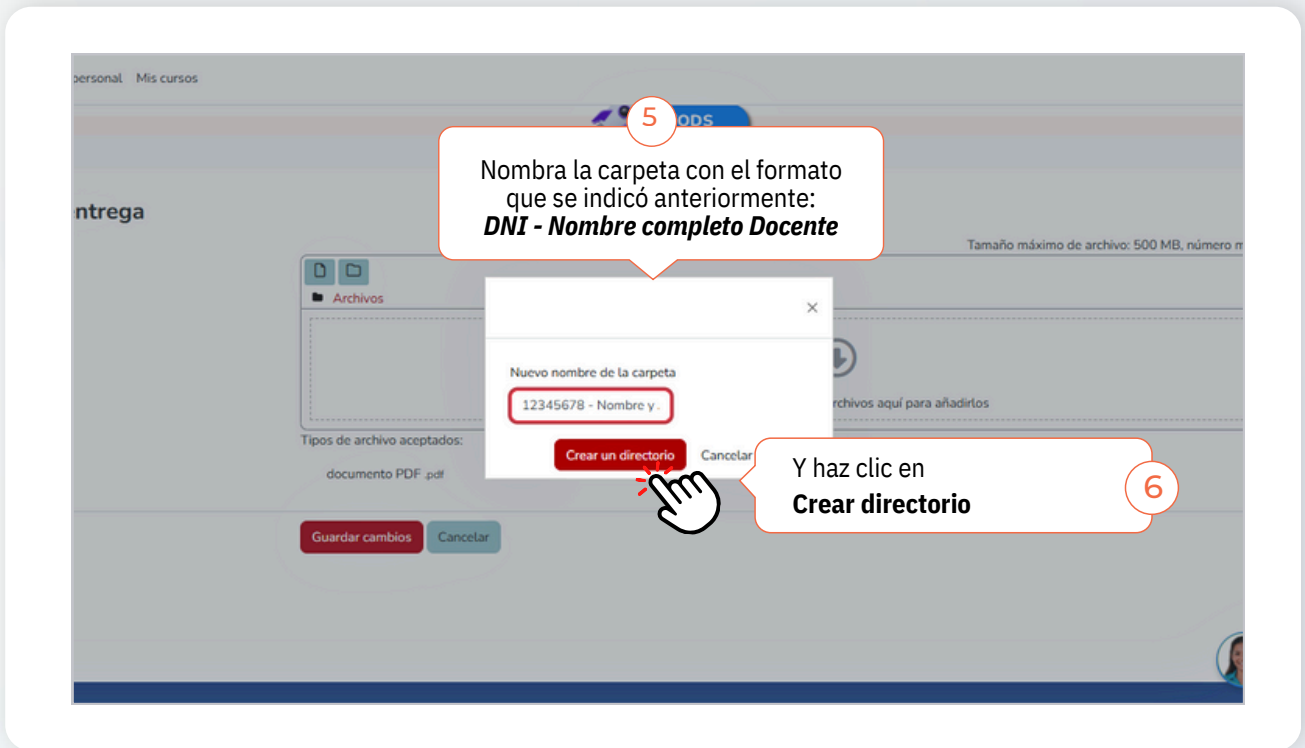 personal Mis cursos
5
ODS
Nombra la carpeta con el formato
que se indicó anteriormente:
DNI - Nombre completo Docente
ntrega
Tamaño máximo de archivo: 500 MB, número m
Archivos
Nuevo nombre de la carpeta
12345678 - Nombre y .
rchivos aquí para añadirlos
Tipos de archivo aceptados:
documento PDF .pdf
Crear un directorio Cancelar
Y haz clic en
Crear directorio
6
Guardar cambios Cancelar